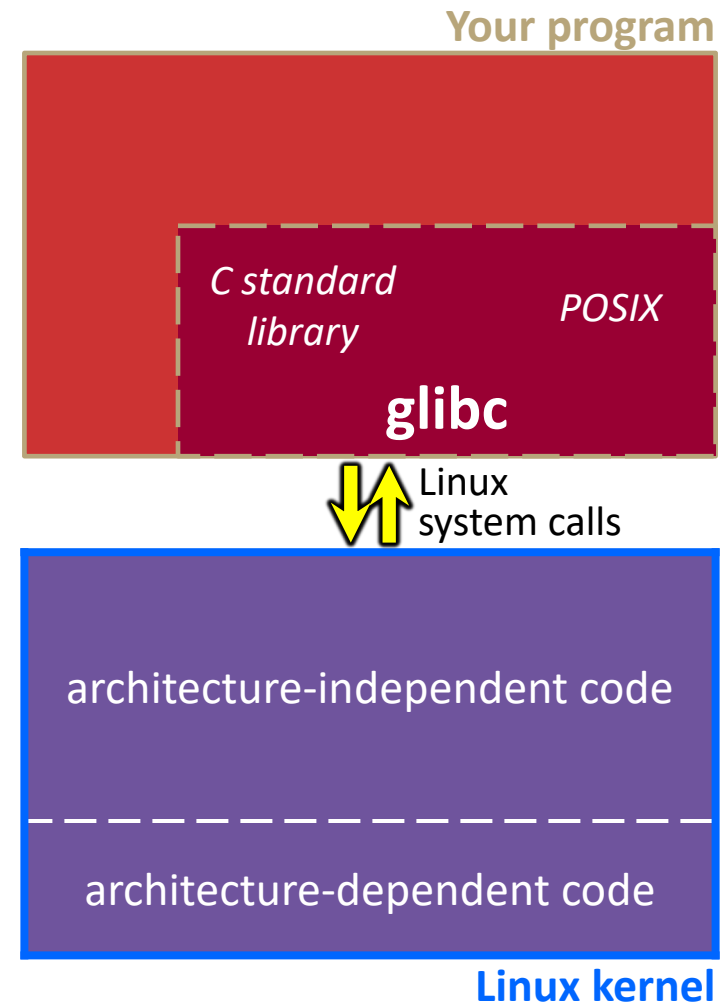 Your program
C standard
library
POSIX
glibc
Linux
system calls
architecture-independent code
architecture-dependent code
Linux kernel